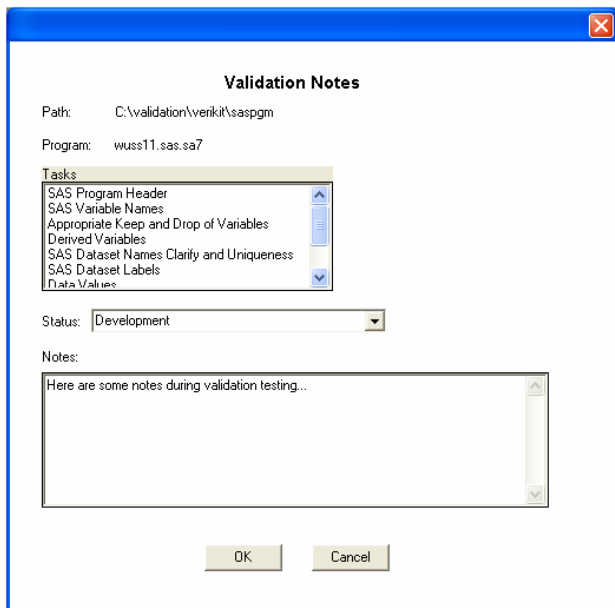 Validation Notes
Path: C:\validation\verikit\saspgm
Program: wuss11.sas.sa7
Tasks
SAS Program Header
SAS Variable Names
Appropriate Keep and Drop of Variables
Derived Variables
SAS Dataset Names Clarify and Uniqueness
SAS Dataset Labels
Data Values
Status: Development
Notes:
Here are some notes during validation testing...
OK Cancel